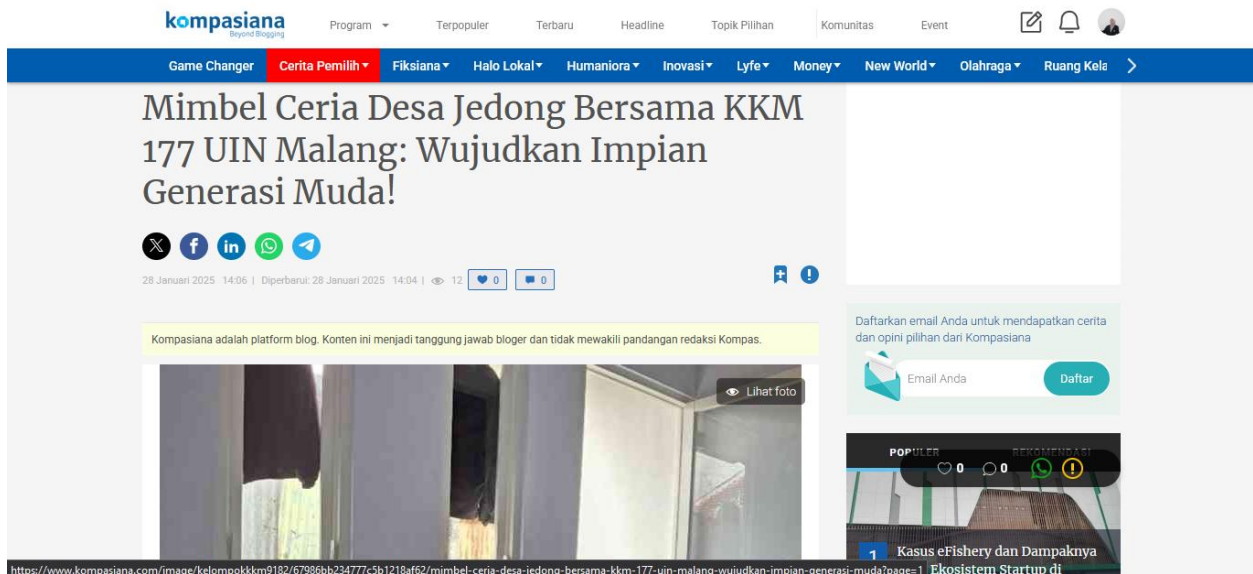 kompasiana
Beyond Blogging
Program Terpopuler Terbaru Headline Topik Pilihan Komunitas Event
Game Changer Cerita Pemilih Fiksiana Halo Lokal Humaniora Inovasi Lyfe Money New World Olahraga Ruang Kela
Mimbel Ceria Desa Jedong Bersama KKM
177 UIN Malang: Wujudkan Impian
Generasi Muda!
28 Januari 2025 14:06 | Diperbarui: 28 Januari 2025 14:04 | 12 0 0
Kompasiana adalah platform blog. Konten ini menjadi tanggung jawab bloger dan tidak mewakili pandangan redaksi Kompas.
Lihat foto
Daftarkan email Anda untuk mendapatkan cerita
dan opini pilihan dari Kompasiana
Email Anda Daftar
POPULER REKOMENDASI
0 0
1 Kasus eFishery dan Dampaknya
Ekosistem Startup di
https://www.kompasiana.com/image/kelompokkkm9182/67986bb234777c5b1218af62/mimbel-ceria-desa-jedong-bersama-kkm-177-uin-malang-wujudkan-impian-generasi-muda?page=1